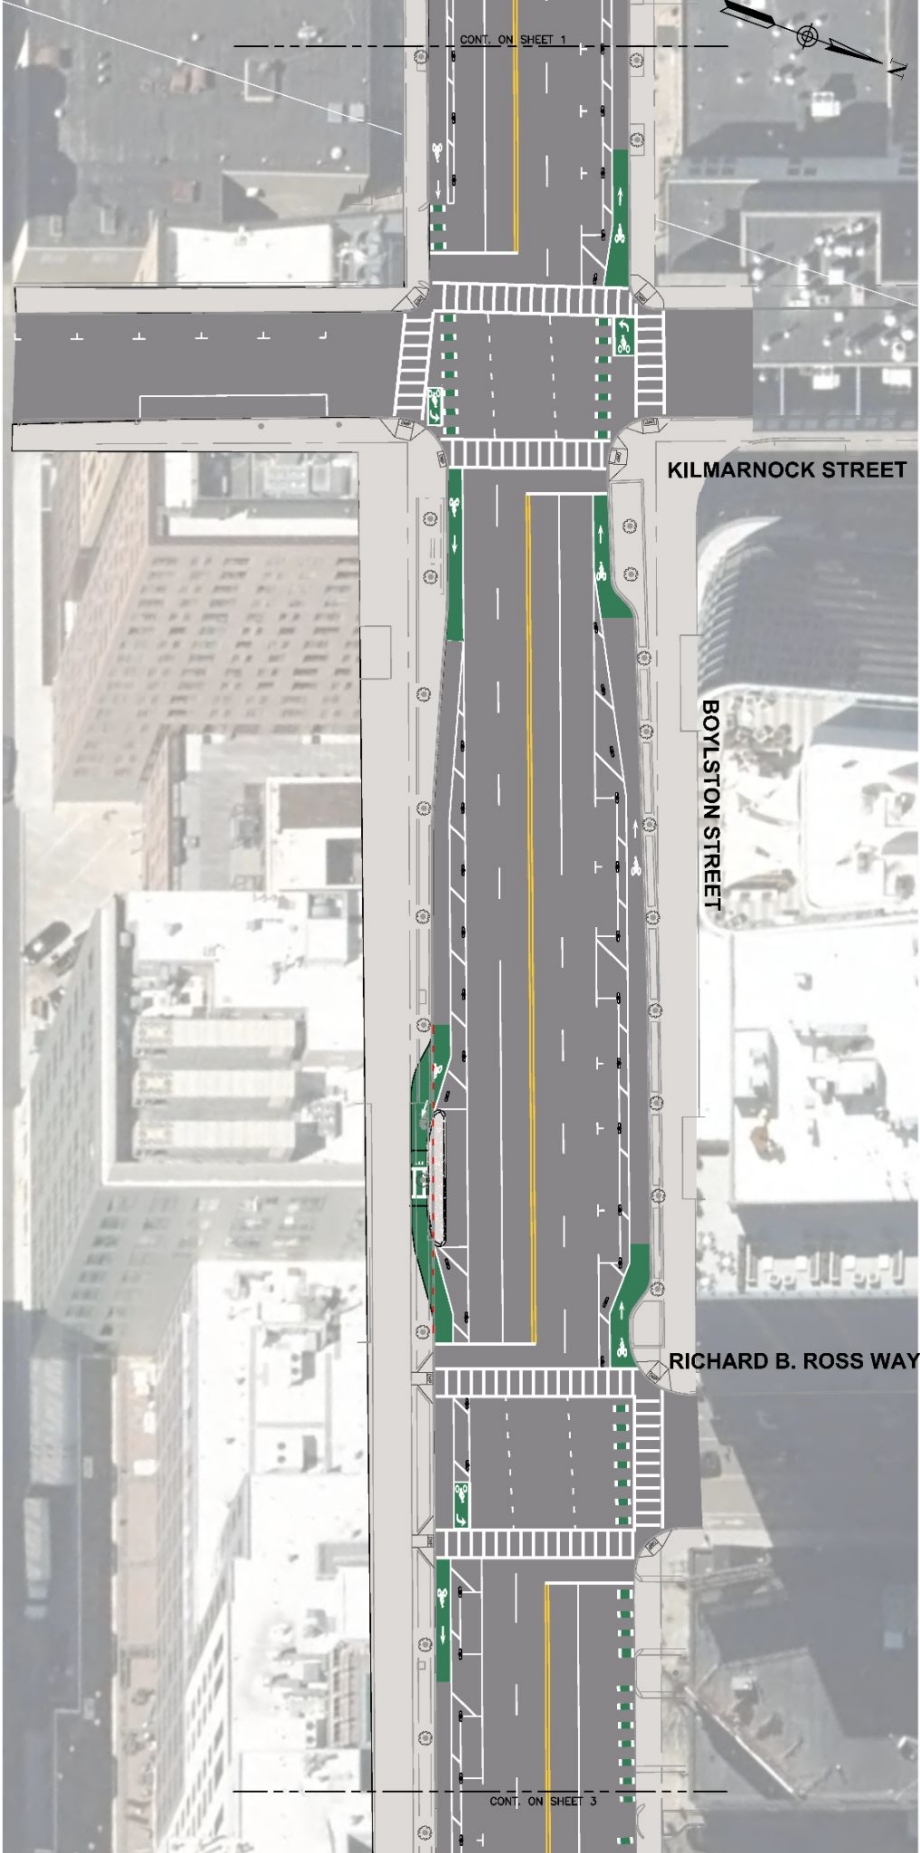 CONT. ON SHEET 1
N
KILMARNOCK STREET
BOYLSTON STREET
RICHARD B. ROSS WAY
CONT. ON SHEET 3